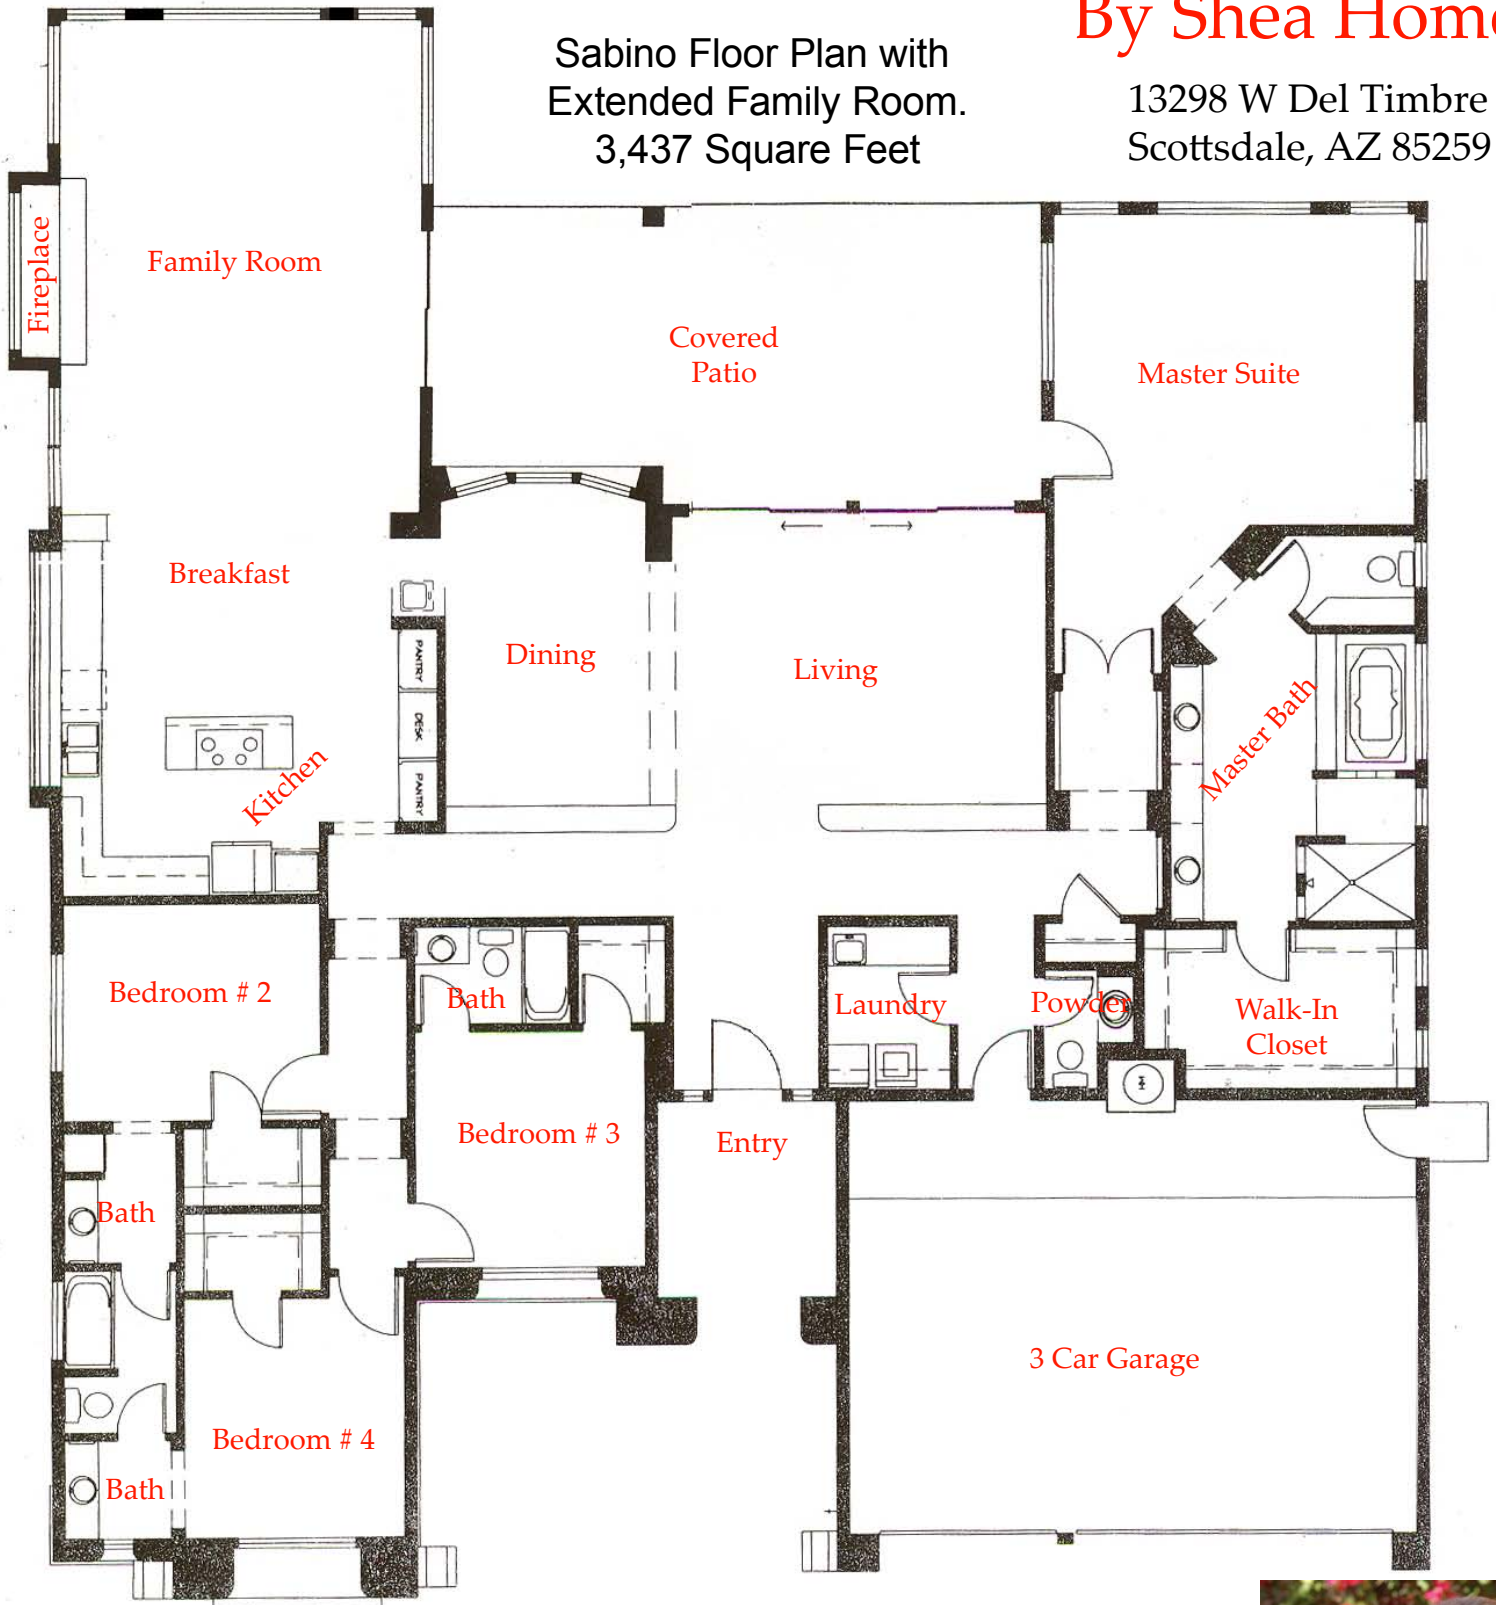 By Shea Home
Sabino Floor Plan with
Extended Family Room.
3,437 Square Feet
13298 W Del Timbre
Scottsdale, AZ 85259
Fireplace
Family Room
Covered
Patio
Master Suite
Breakfast
Dining
Living
PANTRY
DESK
PANTRY
Kitchen
Master Bath
Bedroom # 2
Bath
Laundry
Powder
Walk-In
Closet
Bedroom # 3
Entry
Bath
3 Car Garage
Bedroom # 4
Bath